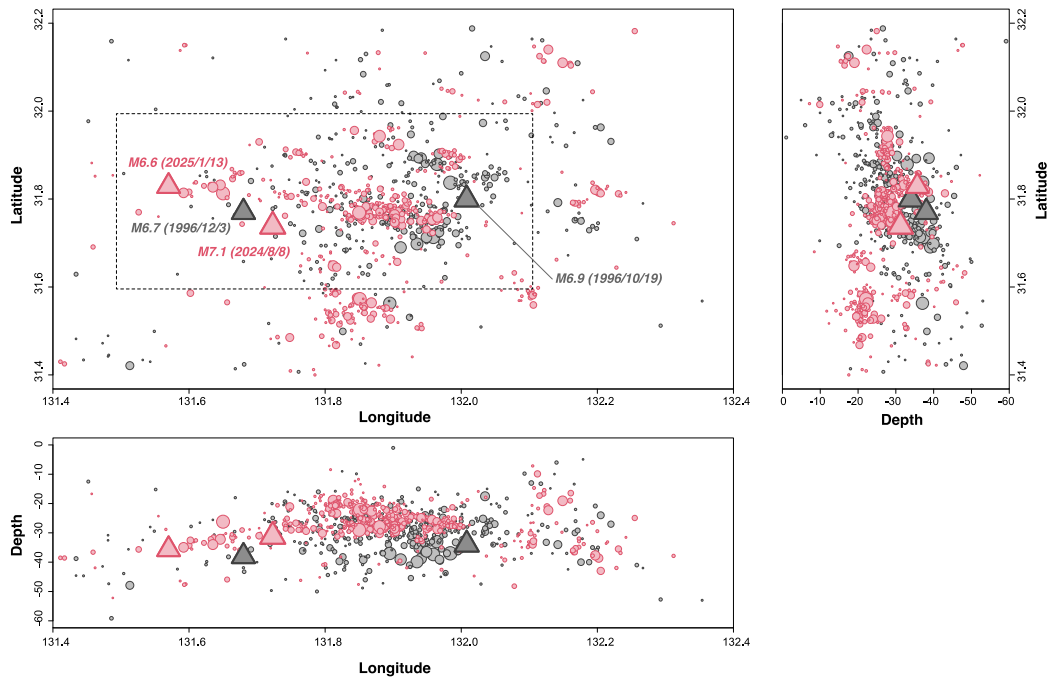 32.2
32.0
31.8
31.6
31.4
Latitude
M6.6 (2025/1/13)
M6.7 (1996/12/3)
M7.1 (2024/8/8)
M6.9 (1996/10/19)
131.4 131.6 131.8 132.0 132.2 132.4
Longitude
32.2
32.0
31.8
31.6
31.4
Latitude
0 -10 -20 -30 -40 -50 -60
Depth
0
-10
-20
-30
-40
-50
-60
Depth
131.4 131.6 131.8 132.0 132.2 132.4
Longitude